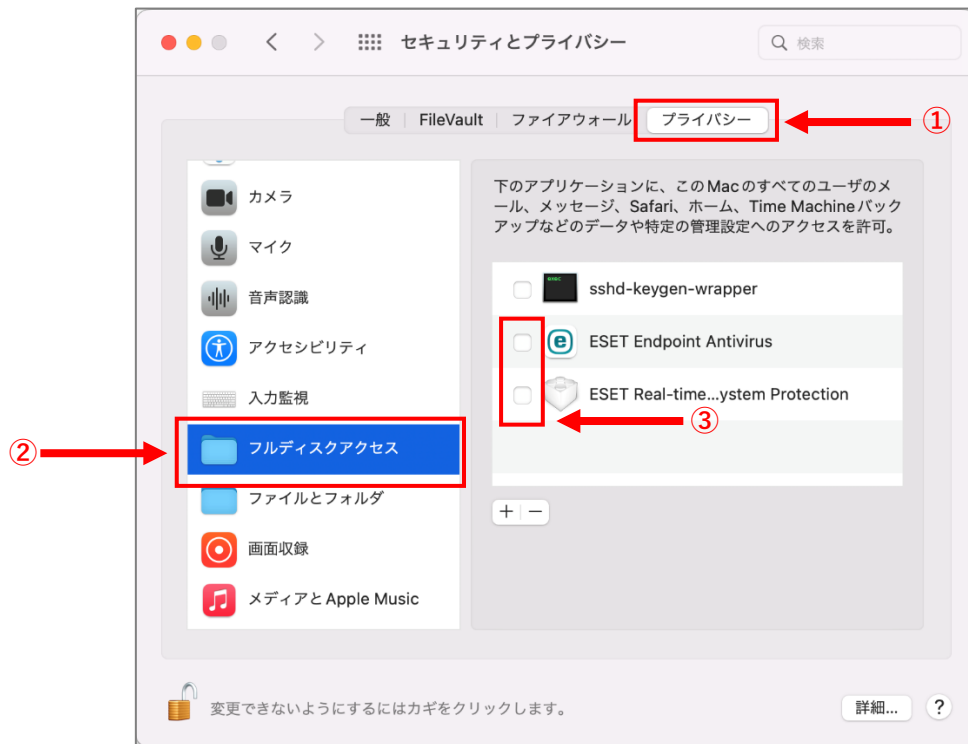 セキュリティとプライバシー
検索
一般 FileVault ファイアウォール プライバシー
①
カメラ
マイク
音声認識
アクセシビリティ
入力監視
フルディスクアクセス
ファイルとフォルダ
画面収録
メディアと Apple Music
②
下のアプリケーションに、このMacのすべてのユーザのメ
ール、メッセージ、Safari、ホーム、Time Machineバック
アップなどのデータや特定の管理設定へのアクセスを許可。
sshd-keygen-wrapper
ESET Endpoint Antivirus
ESET Real-time...ystem Protection
③
+ −
変更できないようにするにはカギをクリックします。
詳細... ?